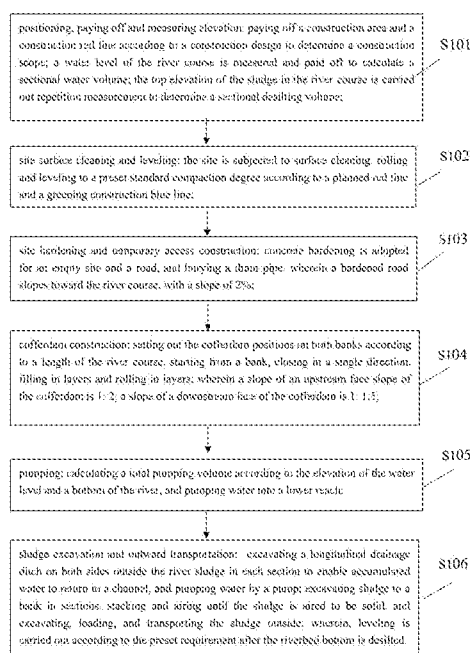 positioning, paying off and measuring elevation: paying off a construction area and a
construction red line according to a construction design to determine a construction
scope; a water level of the river course is measured and paid off to calculate a
sectional water volume; the top elevation of the sludge in the river course is carried
out repetition measurement to determine a sectional desilting volume;
S101
site surface cleaning and leveling: the site is subjected to surface cleaning, rolling
and leveling to a preset standard compaction degree according to a planned red line
and a greening construction blue line;
S102
site hardening and temporary access construction: concrete hardening is adopted
for an empty site and a road, and burying a drain pipe, wherein a hardened road
slopes toward the river course, with a slope of 2%;
S103
cofferdam construction: setting out the cofferdam positions on both banks according
to a length of the river course, starting from a bank, closing in a single direction,
filling in layers and rolling in layers; wherein a slope of an upstream face slope of
the cofferdam is 1: 2; a slope of a downstream face of the cofferdam is 1: 1.5;
S104
pumping: calculating a total pumping volume according to the elevation of the water
level and a bottom of the river, and pumping water into a lower reach;
S105
sludge excavation and outward transportation: excavating a longitudinal drainage
ditch on both sides outside the river sludge in each section to enable accumulated
water to return in a channel, and pumping water by a pump; excavating sludge to a
bank in sections, stacking and airing until the sludge is aired to be solid, and
excavating, loading, and transporting the sludge outside; wherein, leveling is
carried out according to the preset requirement after the riverbed bottom is desilted.
S106